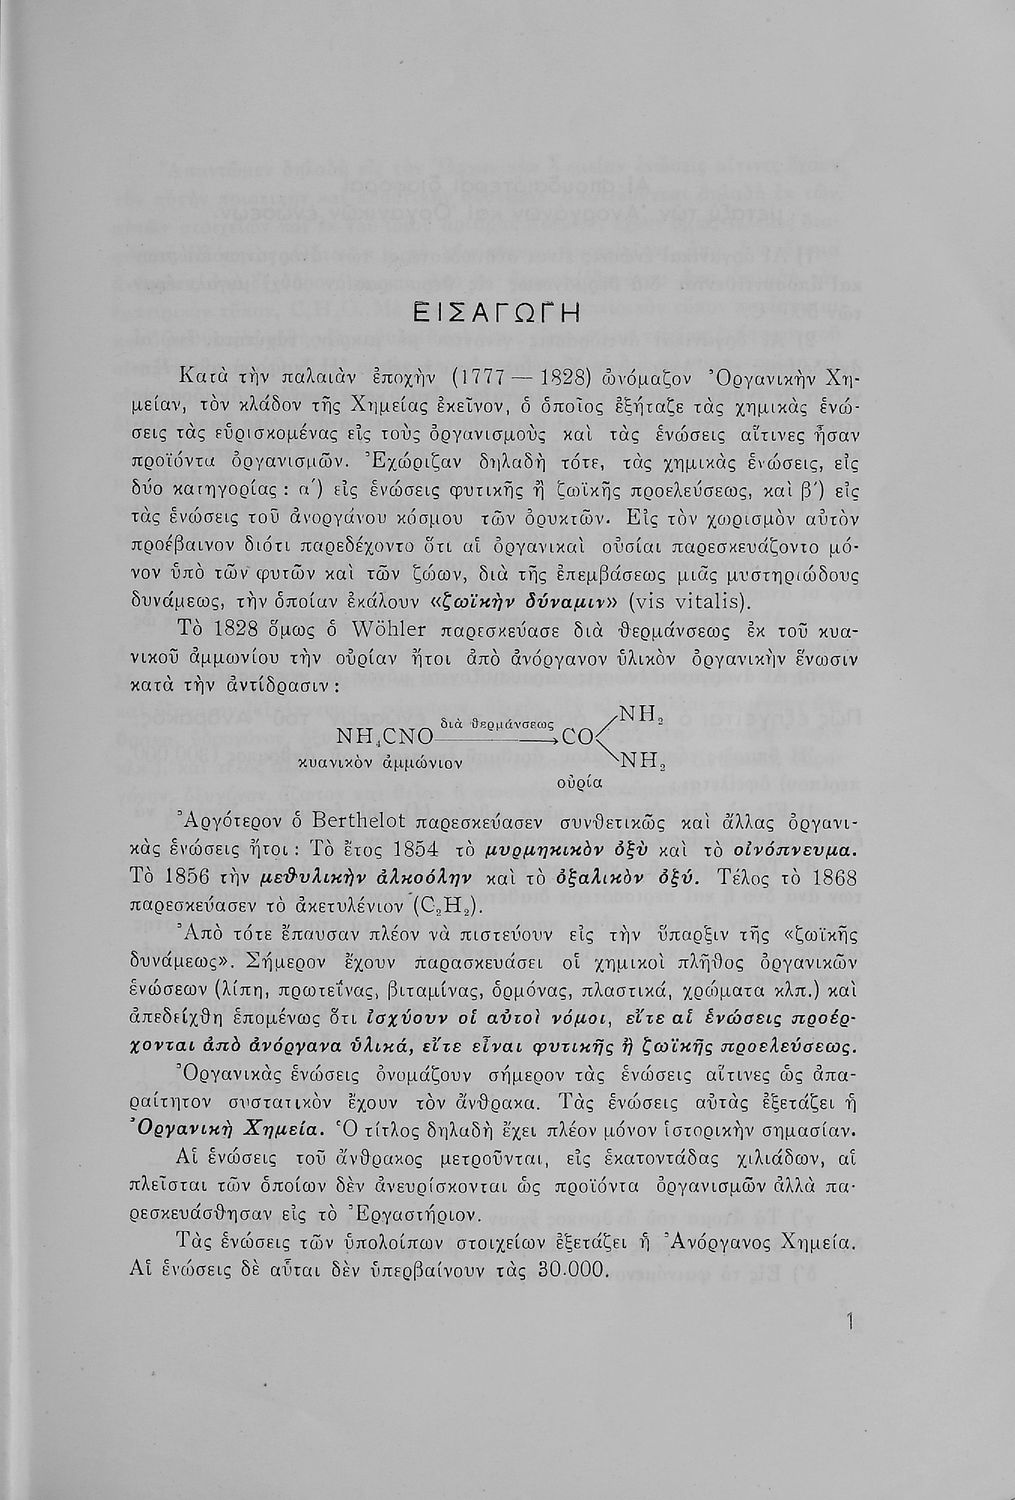 ΕΙΣΑΓΩΓΗ
Κατὰ τὴν παλαιὰν ἐποχὴν (1777 — 1828) ὠνόμαζον Ὀργανικὴν Χη-
μείαν, τὸν κλάδον τῆς Χημείας ἐκεῖνον, ὁ ὁποῖος ἐξήταζε τὰς χημικὰς ἑνώ-
σεις τὰς εὑρισκομένας εἰς τοὺς ὀργανισμοὺς καὶ τὰς ἑνώσεις αἵτινες ἦσαν
προϊόντα ὀργανισμῶν. Ἐχώριζαν δηλαδὴ τότε, τὰς χημικὰς ἑνώσεις, εἰς
δύο κατηγορίας : α') εἰς ἑνώσεις φυτικῆς ἢ ζωϊκῆς προελεύσεως, καὶ β') εἰς
τὰς ἑνώσεις τοῦ ἀνοργάνου κόσμου τῶν ὀρυκτῶν. Εἰς τὸν χωρισμὸν αὐτὸν
προέβαινον διότι παρεδέχοντο ὅτι αἱ ὀργανικαὶ οὐσίαι παρεσκευάζοντο μό-
νον ὑπὸ τῶν φυτῶν καὶ τῶν ζώων, διὰ τῆς ἐπεμβάσεως μιᾶς μυστηριώδους
δυνάμεως, τὴν ὁποίαν ἐκάλουν «ζωϊκὴν δύναμιν» (vis vitalis).
Τὸ 1828 ὅμως ὁ Wöhler παρεσκεύασε διὰ θερμάνσεως ἐκ τοῦ κυα-
νικοῦ ἀμμωνίου τὴν οὐρίαν ἤτοι ἀπὸ ἀνόργανον ὑλικὸν ὀργανικὴν ἕνωσιν
κατὰ τὴν ἀντίδρασιν :
NH₄CNO διὰ θερμάνσεως → CO NH₂
κυανικὸν ἀμμώνιον NH₂
οὐρία
Ἀργότερον ὁ Berthelot παρεσκεύασεν συνθετικῶς καὶ ἄλλας ὀργανι-
κὰς ἑνώσεις ἤτοι : Τὸ ἔτος 1854 τὸ μυρμηκικὸν ὀξὺ καὶ τὸ οἰνόπνευμα.
Τὸ 1856 τὴν μεθυλικὴν ἀλκοόλην καὶ τὸ ὀξαλικὸν ὀξύ. Τέλος τὸ 1868
παρεσκεύασεν τὸ ἀκετυλένιον (C₂H₂).
Ἀπὸ τότε ἔπαυσαν πλέον νὰ πιστεύουν εἰς τὴν ὕπαρξιν τῆς «ζωϊκῆς
δυνάμεως». Σήμερον ἔχουν παρασκευάσει οἱ χημικοὶ πλῆθος ὀργανικῶν
ἑνώσεων (λίπη, πρωτεΐνας, βιταμίνας, ὁρμόνας, πλαστικά, χρώματα κλπ.) καὶ
ἀπεδείχθη ἑπομένως ὅτι ἰσχύουν οἱ αὐτοὶ νόμοι, εἴτε αἱ ἑνώσεις προέρ-
χονται ἀπὸ ἀνόργανα ὑλικά, εἴτε εἶναι φυτικῆς ἢ ζωϊκῆς προελεύσεως.
Ὀργανικὰς ἑνώσεις ὀνομάζουν σήμερον τὰς ἑνώσεις αἵτινες ὡς ἀπα-
ραίτητον συστατικὸν ἔχουν τὸν ἄνθρακα. Τὰς ἑνώσεις αὐτὰς ἐξετάζει ἡ
Ὀργανικὴ Χημεία. Ὁ τίτλος δηλαδὴ ἔχει πλέον μόνον ἱστορικὴν σημασίαν.
Αἱ ἑνώσεις τοῦ ἄνθρακος μετροῦνται, εἰς ἑκατοντάδας χιλιάδων, αἱ
πλεῖσται τῶν ὁποίων δὲν ἀνευρίσκονται ὡς προϊόντα ὀργανισμῶν ἀλλὰ πα-
ρεσκευάσθησαν εἰς τὸ Ἐργαστήριον.
Τὰς ἑνώσεις τῶν ὑπολοίπων στοιχείων ἐξετάζει ἡ Ἀνόργανος Χημεία.
Αἱ ἑνώσεις δὲ αὗται δὲν ὑπερβαίνουν τὰς 30.000.
1